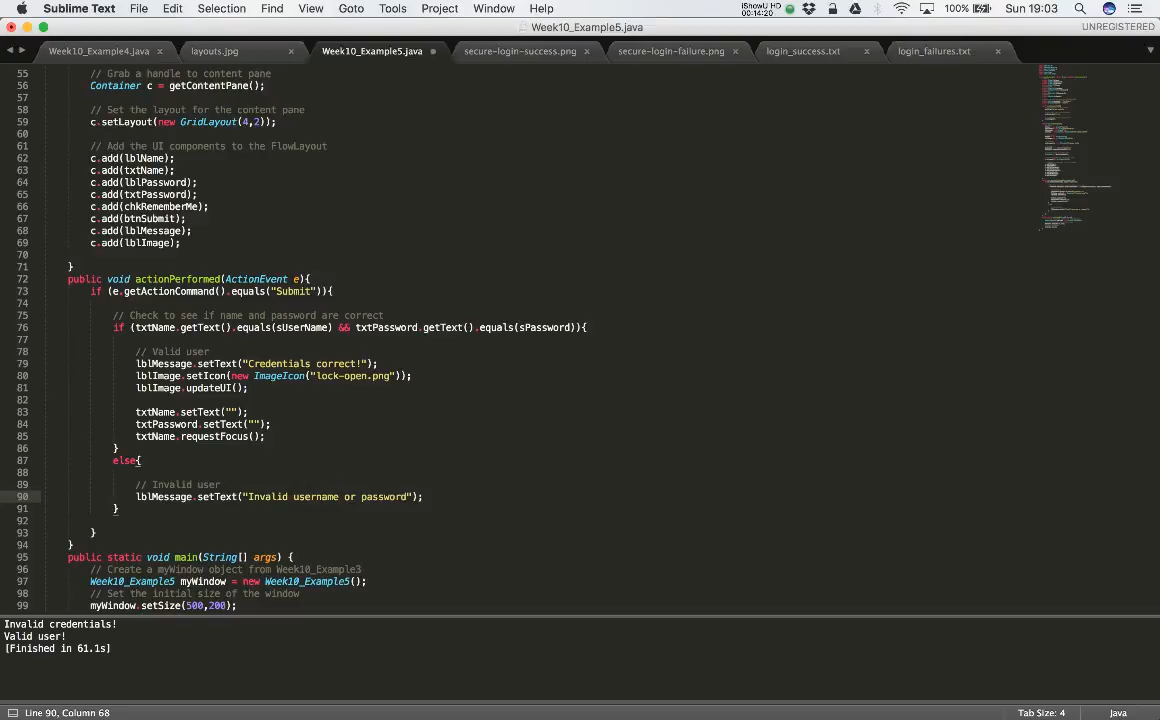 Sublime Text File Edit Selection Find View Goto Tools Project Window Help iShowU HD 00:14:20 100% Sun 19:03
Week10_Example5.java UNREGISTERED
Week10_Example4.java × layouts.jpg × Week10_Example5.java secure-login-success.png × secure-login-failure.png × login_success.txt × login_failures.txt ×
55 // Grab a handle to content pane
56 Container c = getContentPane();
57
58 // Set the layout for the content pane
59 c.setLayout(new GridLayout(4,2));
60
61 // Add the UI components to the FlowLayout
62 c.add(lblName);
63 c.add(txtName);
64 c.add(lblPassword);
65 c.add(txtPassword);
66 c.add(chkRememberMe);
67 c.add(btnSubmit);
68 c.add(lblMessage);
69 c.add(lblImage);
70
71 }
72 public void actionPerformed(ActionEvent e){
73 if (e.getActionCommand().equals("Submit")){
74
75 // Check to see if name and password are correct
76 if (txtName.getText().equals(sUserName) && txtPassword.getText().equals(sPassword)){
77
78 // Valid user
79 lblMessage.setText("Credentials correct!");
80 lblImage.setIcon(new ImageIcon("lock-open.png"));
81 lblImage.updateUI();
82
83 txtName.setText("");
84 txtPassword.setText("");
85 txtName.requestFocus();
86 }
87 else{
88
89 // Invalid user
90 lblMessage.setText("Invalid username or password");
91 }
92
93 }
94 }
95 public static void main(String[] args) {
96 // Create a myWindow object from Week10_Example3
97 Week10_Example5 myWindow = new Week10_Example5();
98 // Set the initial size of the window
99 myWindow.setSize(500,200);
Invalid credentials!
Valid user!
[Finished in 61.1s]
Line 90, Column 68 Tab Size: 4 Java